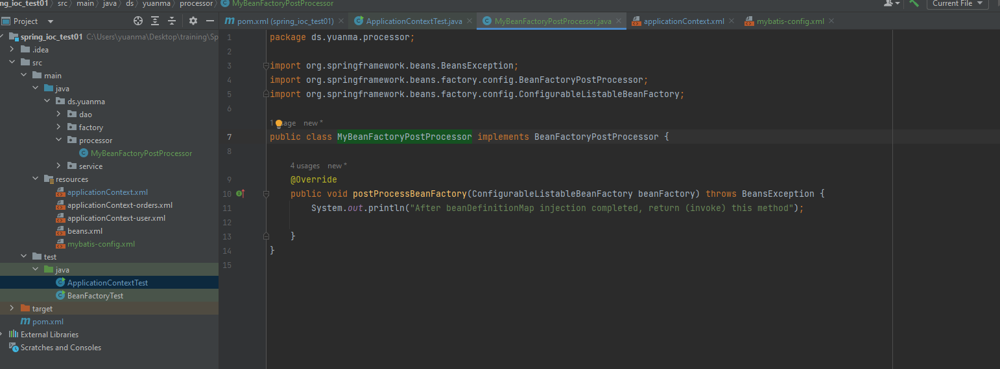 ng_ioc_test01 › src › main › java › ds › yuanma › processor › MyBeanFactoryPostProcessor
Current File
Project
pom.xml (spring_ioc_test01)
ApplicationContextTest.java
MyBeanFactoryPostProcessor.java
applicationContext.xml
mybatis-config.xml
spring_ioc_test01 C:\Users\yuanma\Desktop\training\Sp
.idea
src
main
java
ds.yuanma
dao
factory
processor
MyBeanFactoryPostProcessor
service
resources
applicationContext.xml
applicationContext-orders.xml
applicationContext-user.xml
beans.xml
mybatis-config.xml
test
java
ApplicationContextTest
BeanFactoryTest
target
pom.xml
External Libraries
Scratches and Consoles
1 package ds.yuanma.processor;
2
3 import org.springframework.beans.BeansException;
4 import org.springframework.beans.factory.config.BeanFactoryPostProcessor;
5 import org.springframework.beans.factory.config.ConfigurableListableBeanFactory;
6
1 usage new *
7 public class MyBeanFactoryPostProcessor implements BeanFactoryPostProcessor {
8
4 usages new *
9 @Override
10 public void postProcessBeanFactory(ConfigurableListableBeanFactory beanFactory) throws BeansException {
11 System.out.println("After beanDefinitionMap injection completed, return (invoke) this method");
12
13 }
14 }
15